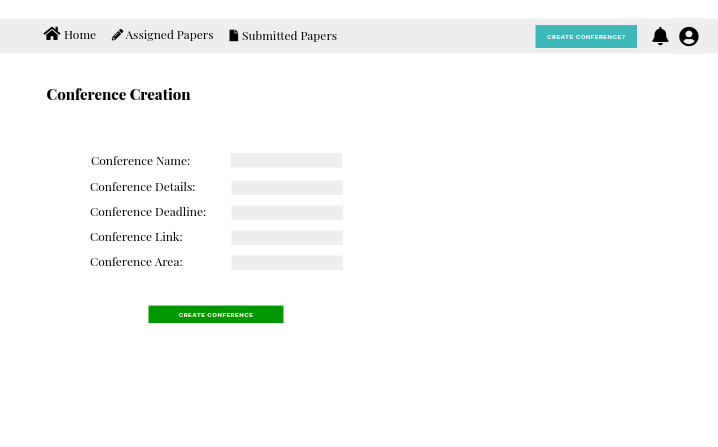 Home Assigned Papers Submitted Papers CREATE CONFERENCE?
Conference Creation
Conference Name:
Conference Details:
Conference Deadline:
Conference Link:
Conference Area:
CREATE CONFERENCE